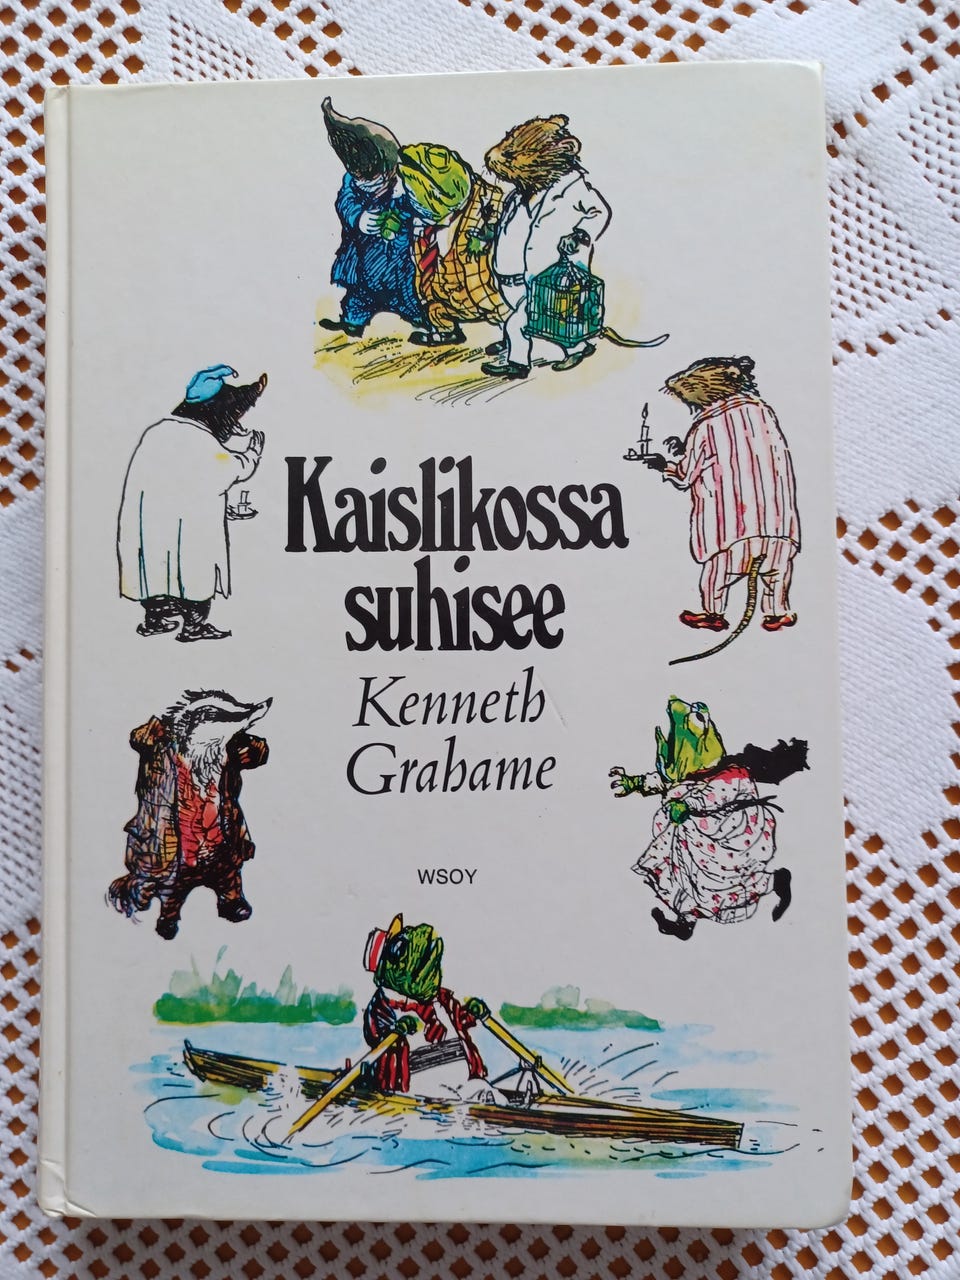 Kaislikossa
suhisee
Kenneth
Grahame
WSOY